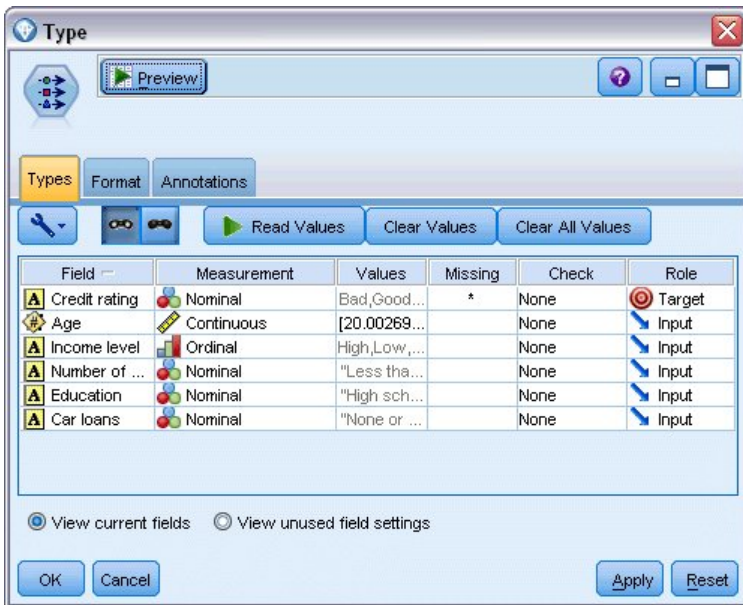 Type
Preview
?
Types Format Annotations
Read Values Clear Values Clear All Values
Field Measurement Values Missing Check Role
A Credit rating Nominal Bad,Good... * None Target
# Age Continuous [20.00269... None Input
A Income level Ordinal High,Low,... None Input
A Number of ... Nominal "Less tha... None Input
A Education Nominal "High sch... None Input
A Car loans Nominal "None or ... None Input
View current fields View unused field settings
OK Cancel Apply Reset